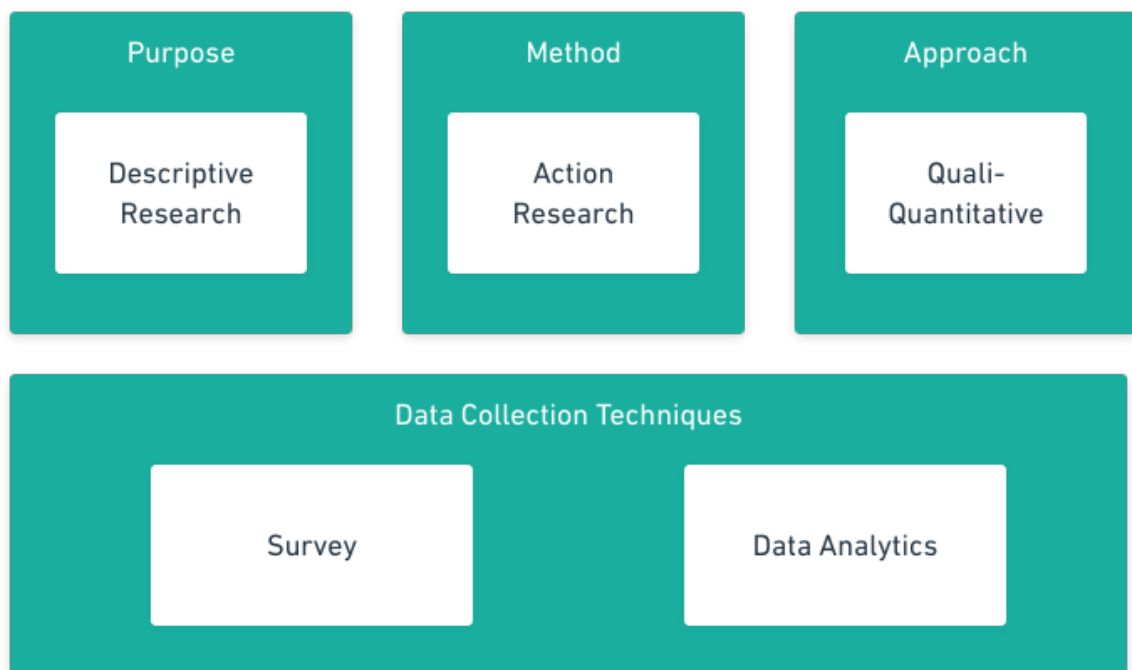 Purpose
Descriptive
Research
Method
Action
Research
Approach
Quali-
Quantitative
Data Collection Techniques
Survey
Data Analytics